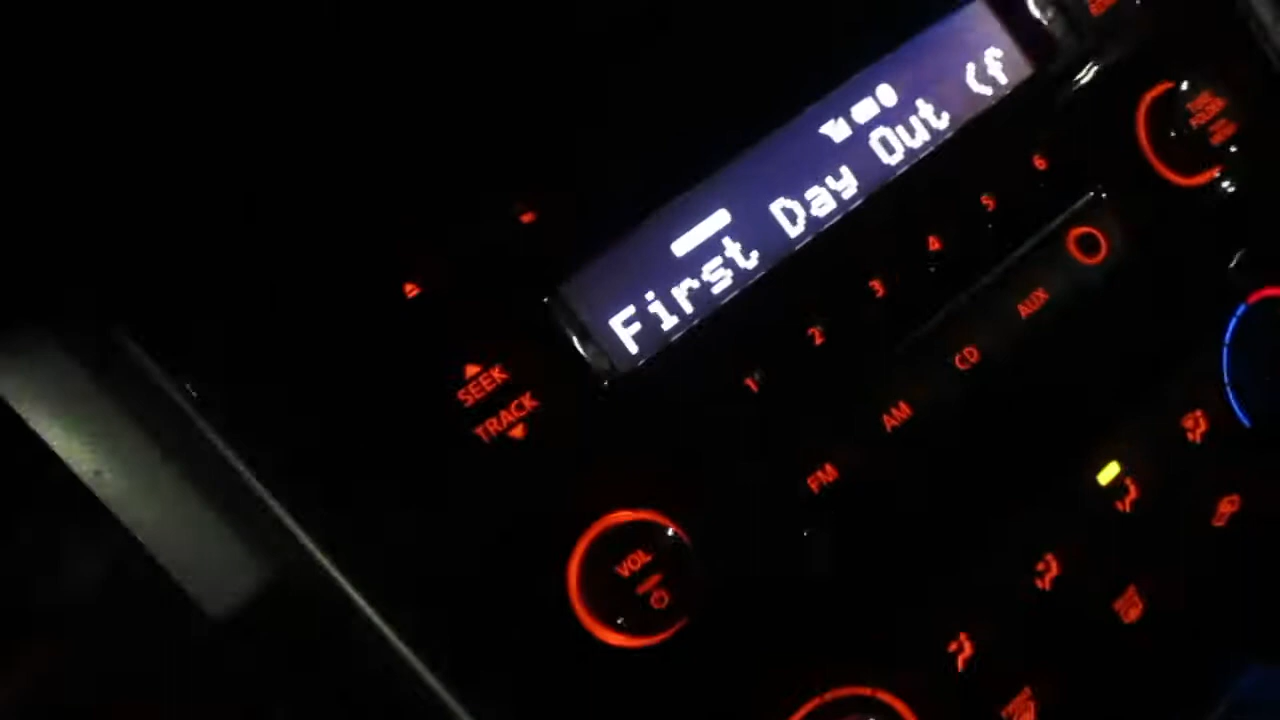 First Day Out (f
SEEK
TRACK
1 2 3 4 5 6
FM AM CD AUX
VOL